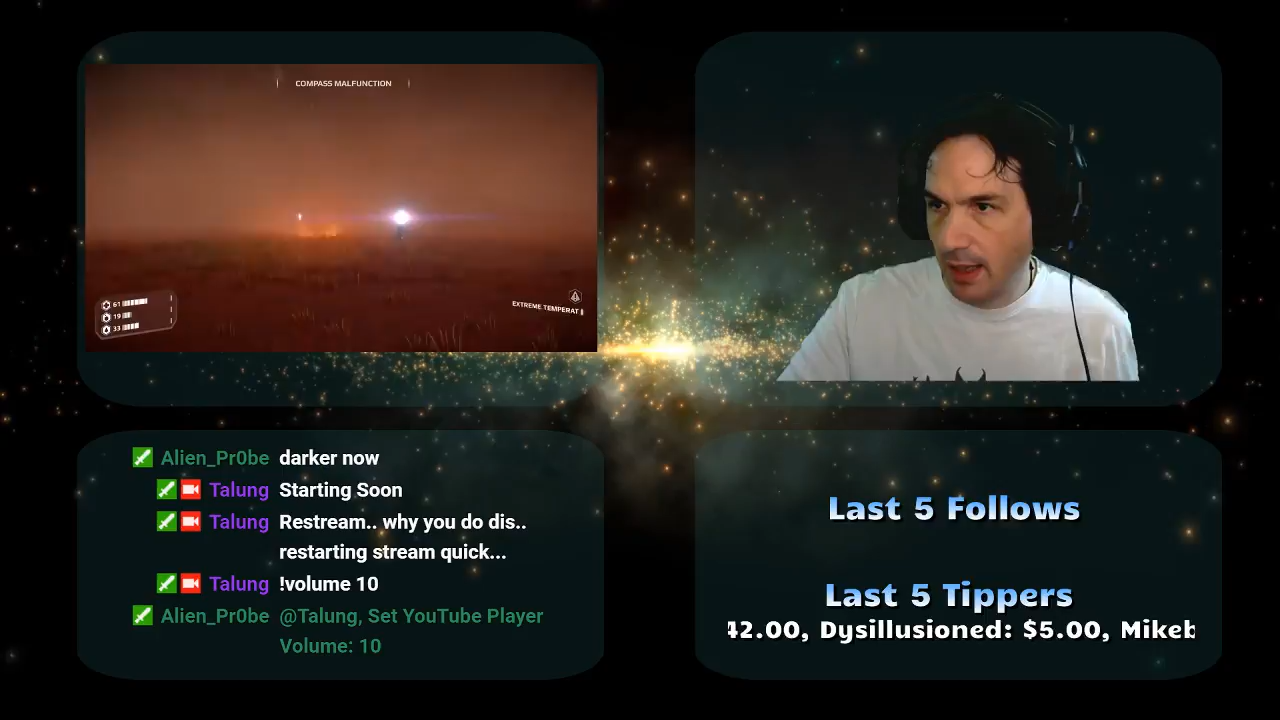 COMPASS MALFUNCTION
61
19
33
EXTREME TEMPERAT
Alien_Pr0be darker now
Talung Starting Soon
Talung Restream.. why you do dis..
restarting stream quick...
Talung !volume 10
Alien_Pr0be @Talung, Set YouTube Player
Volume: 10
Last 5 Follows
Last 5 Tippers
42.00, Dysillusioned: $5.00, Mikeb